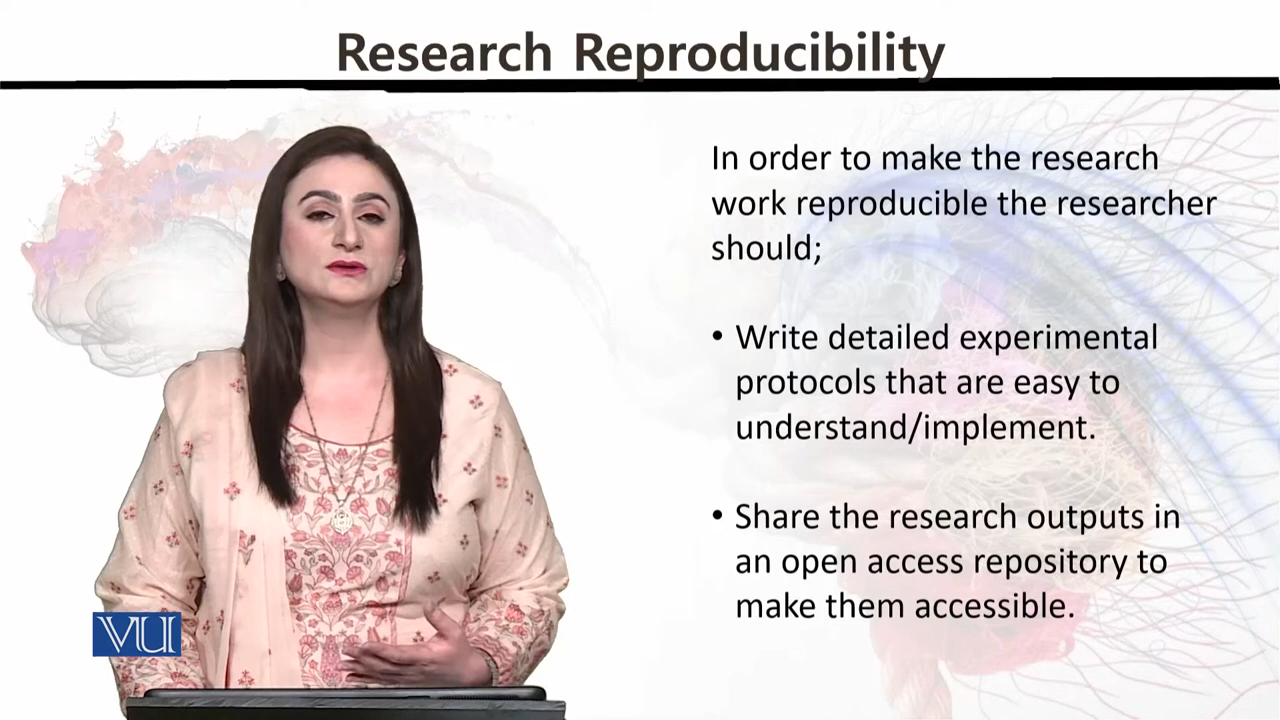 Research Reproducibility
In order to make the research
work reproducible the researcher
should;
• Write detailed experimental
protocols that are easy to
understand/implement.
• Share the research outputs in
an open access repository to
make them accessible.
VU